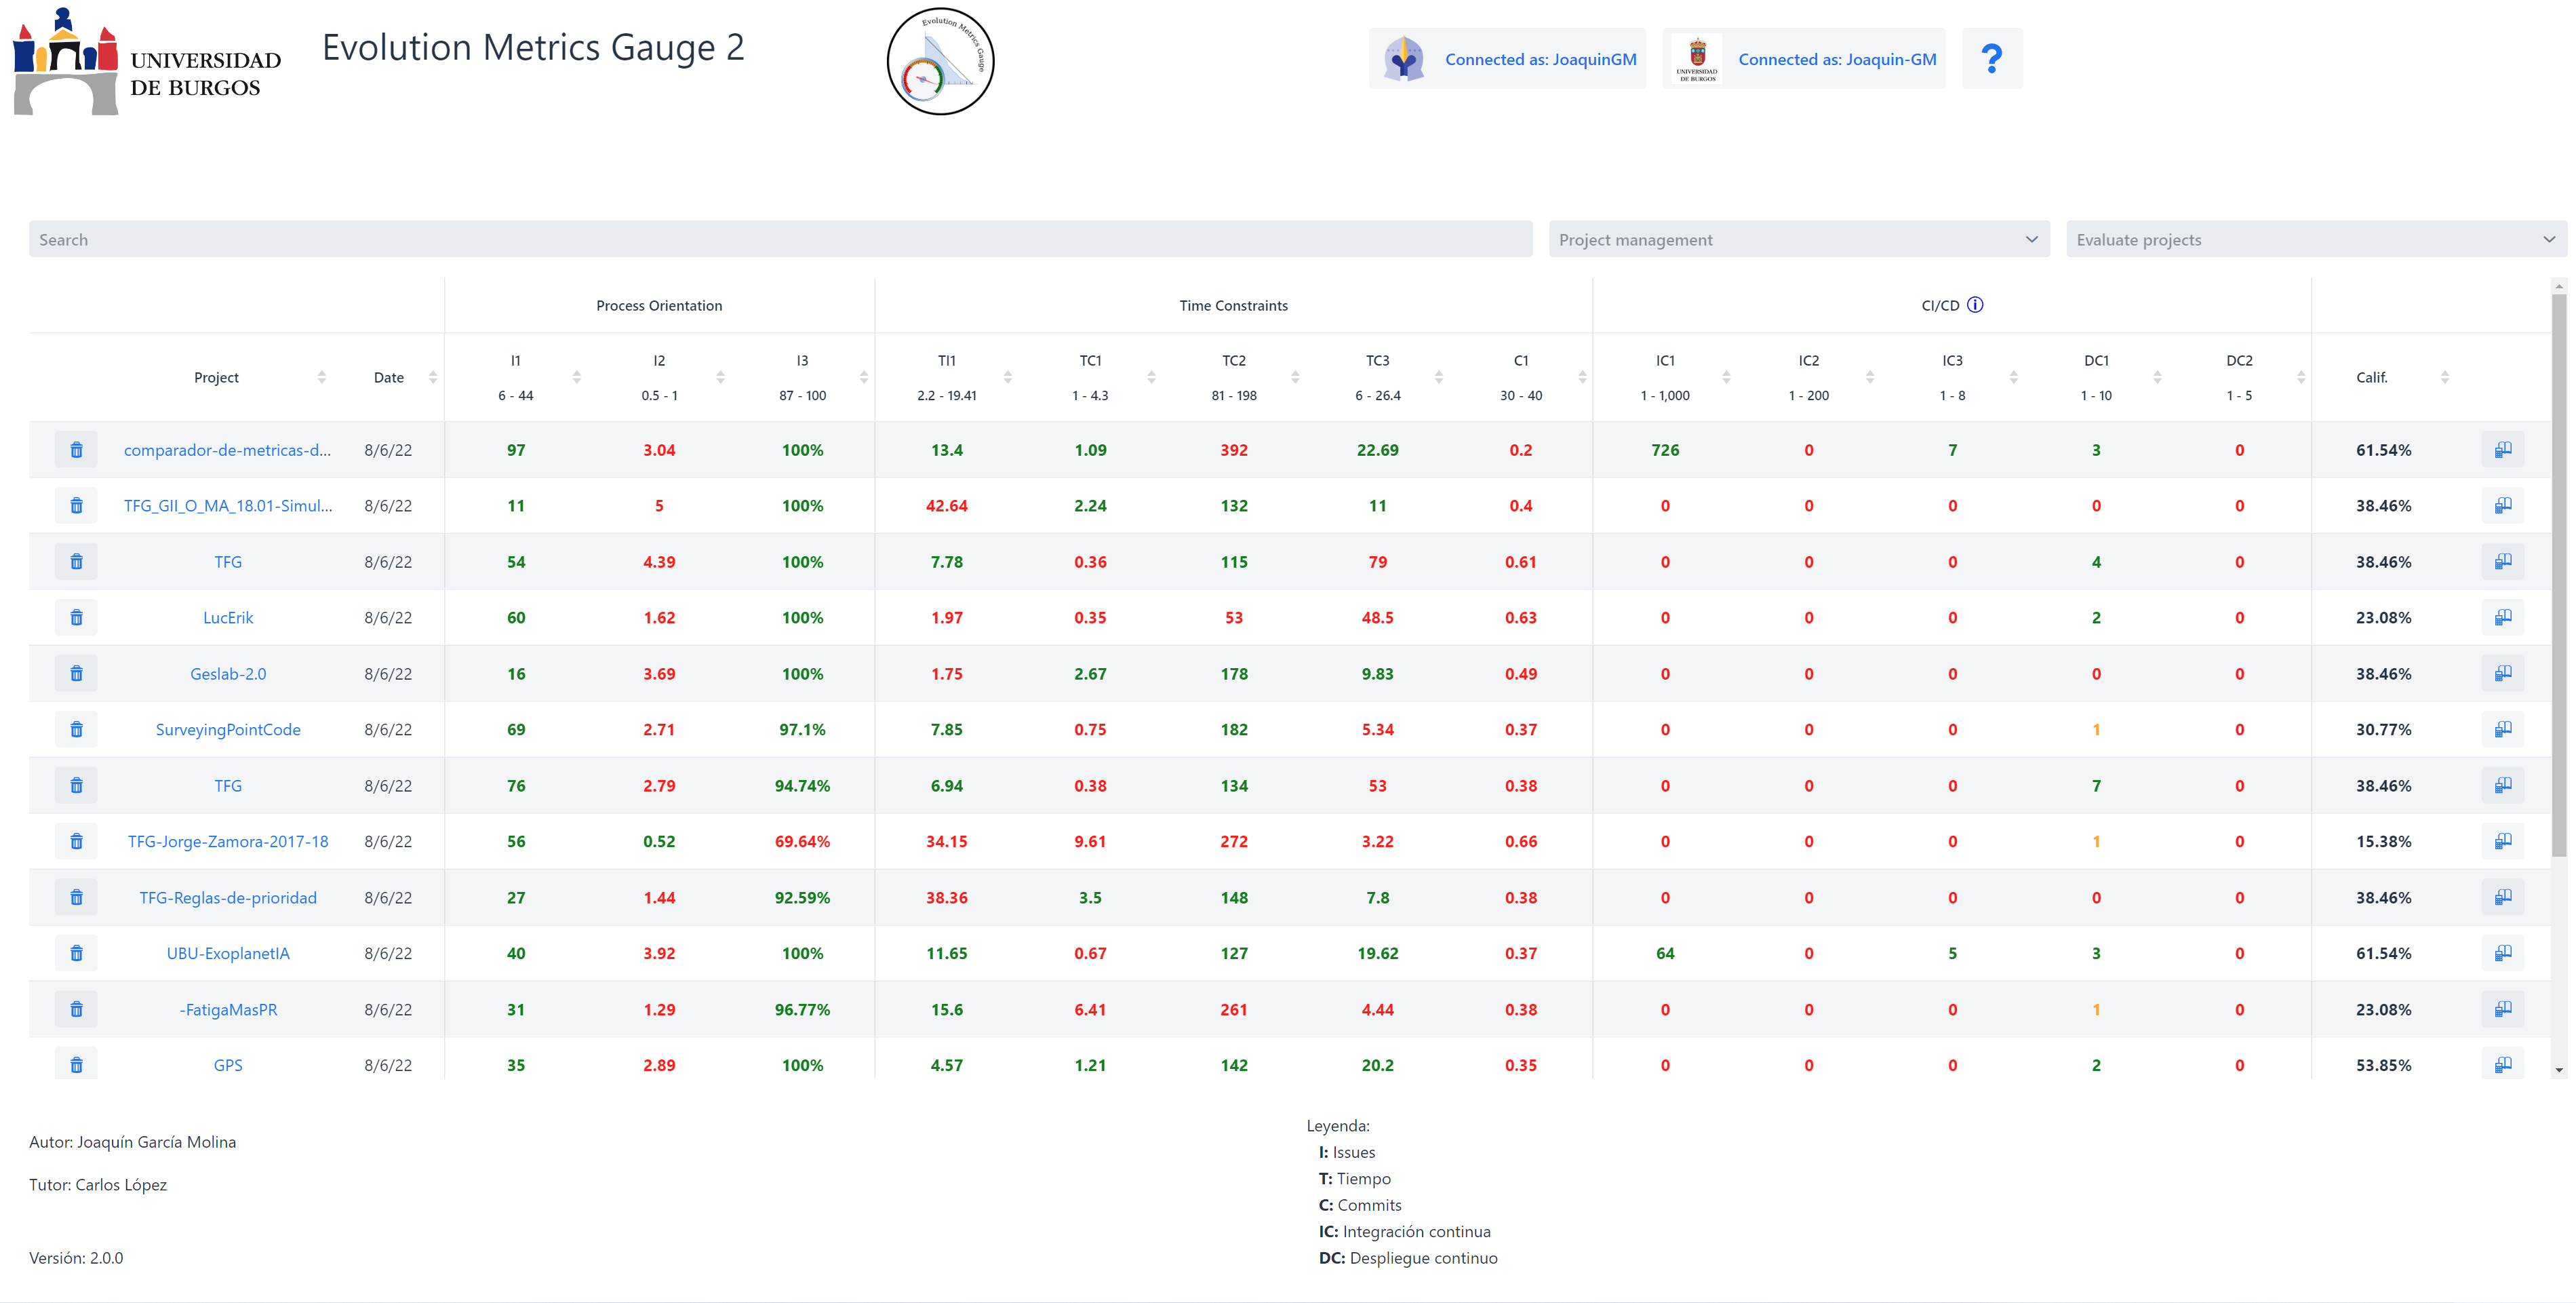 UNIVERSIDAD
DE BURGOS
Evolution Metrics Gauge 2
Evolution Metrics Gauge
Connected as: JoaquinGM
UNIVERSIDAD
DE BURGOS
Connected as: Joaquin-GM
?
Search
Project management
Evaluate projects
Process Orientation Time Constraints CI/CD
Project Date I1 I2 I3 TI1 TC1 TC2 TC3 C1 IC1 IC2 IC3 DC1 DC2 Calif.
6 - 44 0.5 - 1 87 - 100 2.2 - 19.41 1 - 4.3 81 - 198 6 - 26.4 30 - 40 1 - 1,000 1 - 200 1 - 8 1 - 10 1 - 5
comparador-de-metricas-d... 8/6/22 97 3.04 100% 13.4 1.09 392 22.69 0.2 726 0 7 3 0 61.54%
TFG_GII_O_MA_18.01-Simul... 8/6/22 11 5 100% 42.64 2.24 132 11 0.4 0 0 0 0 0 38.46%
TFG 8/6/22 54 4.39 100% 7.78 0.36 115 79 0.61 0 0 0 4 0 38.46%
LucErik 8/6/22 60 1.62 100% 1.97 0.35 53 48.5 0.63 0 0 0 2 0 23.08%
Geslab-2.0 8/6/22 16 3.69 100% 1.75 2.67 178 9.83 0.49 0 0 0 0 0 38.46%
SurveyingPointCode 8/6/22 69 2.71 97.1% 7.85 0.75 182 5.34 0.37 0 0 0 1 0 30.77%
TFG 8/6/22 76 2.79 94.74% 6.94 0.38 134 53 0.38 0 0 0 7 0 38.46%
TFG-Jorge-Zamora-2017-18 8/6/22 56 0.52 69.64% 34.15 9.61 272 3.22 0.66 0 0 0 1 0 15.38%
TFG-Reglas-de-prioridad 8/6/22 27 1.44 92.59% 38.36 3.5 148 7.8 0.38 0 0 0 0 0 38.46%
UBU-ExoplanetIA 8/6/22 40 3.92 100% 11.65 0.67 127 19.62 0.37 64 0 5 3 0 61.54%
-FatigaMasPR 8/6/22 31 1.29 96.77% 15.6 6.41 261 4.44 0.38 0 0 0 1 0 23.08%
GPS 8/6/22 35 2.89 100% 4.57 1.21 142 20.2 0.35 0 0 0 2 0 53.85%
Autor: Joaquín García Molina
Tutor: Carlos López
Versión: 2.0.0
Leyenda:
I: Issues
T: Tiempo
C: Commits
IC: Integración continua
DC: Despliegue continuo